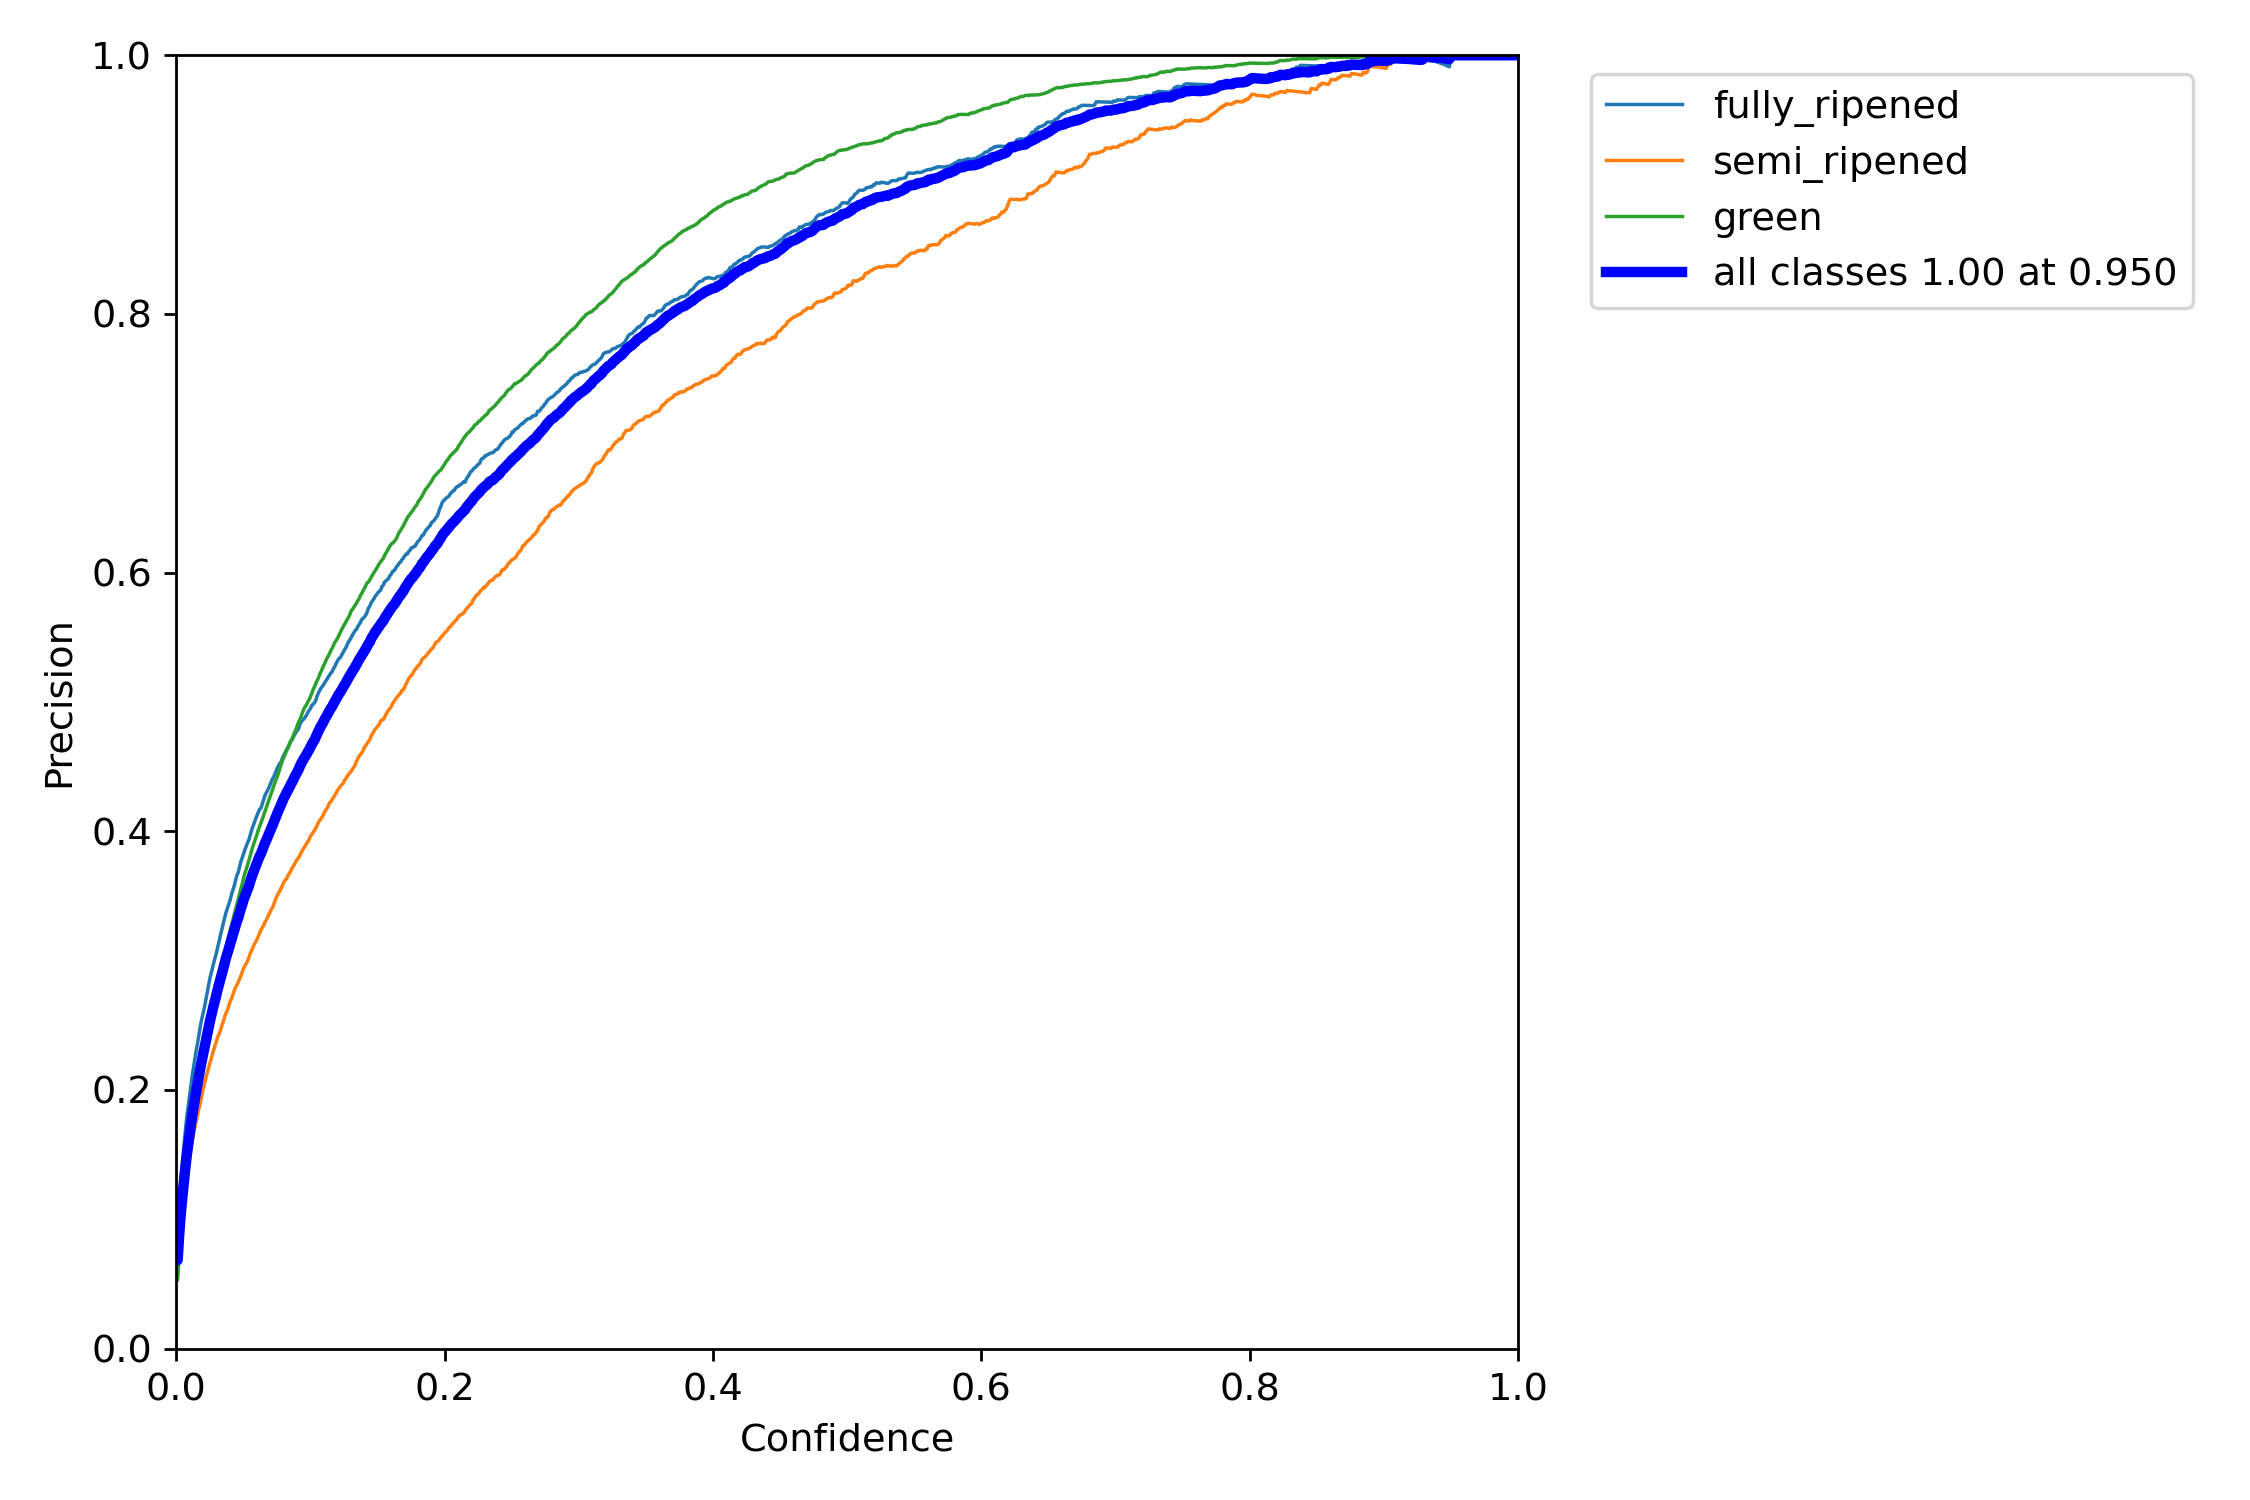 1.0
0.8
0.6
0.4
0.2
0.0
0.0 0.2 0.4 0.6 0.8 1.0
Precision
Confidence
fully_ripened
semi_ripened
green
all classes 1.00 at 0.950